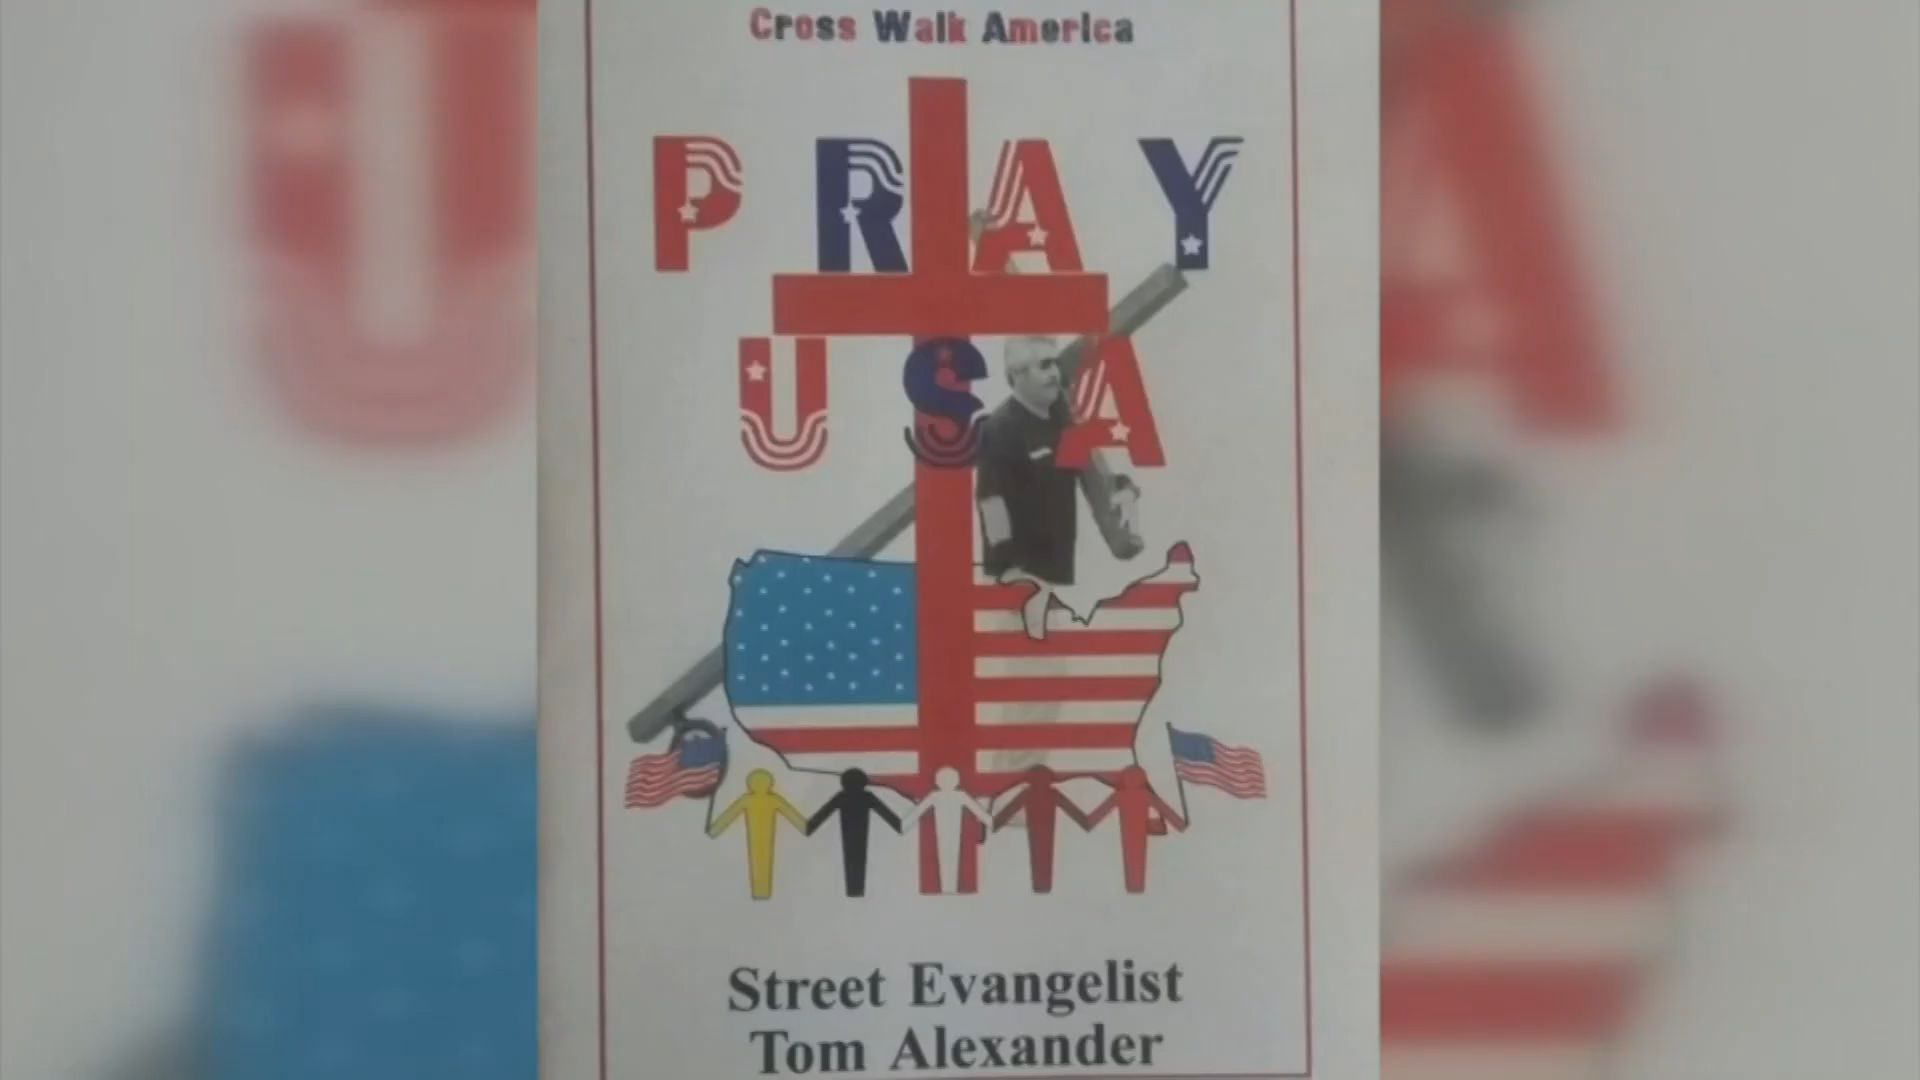 Cross Walk America
PRAY
USA
Street Evangelist
Tom Alexander